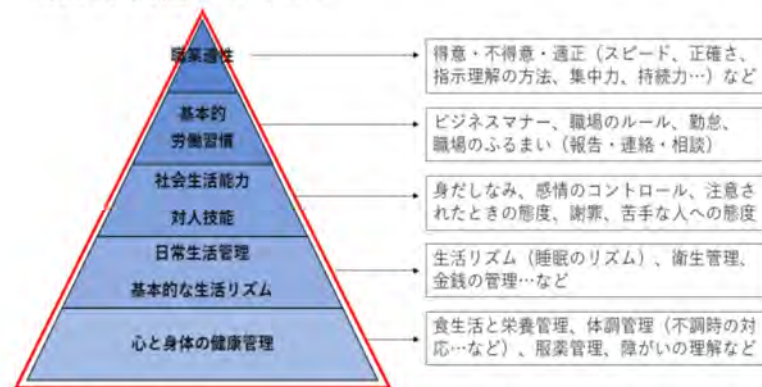 職業適性
得意・不得意・適正（スピード、正確さ、
指示理解の方法、集中力、持続力…）など
基本的
労働習慣
ビジネスマナー、職場のルール、勤怠、
職場のふるまい（報告・連絡・相談）
社会生活能力
対人技能
身だしなみ、感情のコントロール、注意さ
れたときの態度、謝罪、苦手な人への態度
日常生活管理
基本的な生活リズム
生活リズム（睡眠のリズム）、衛生管理、
金銭の管理…など
心と身体の健康管理
食生活と栄養管理、体調管理（不調時の対
応…など）、服薬管理、障がいの理解など